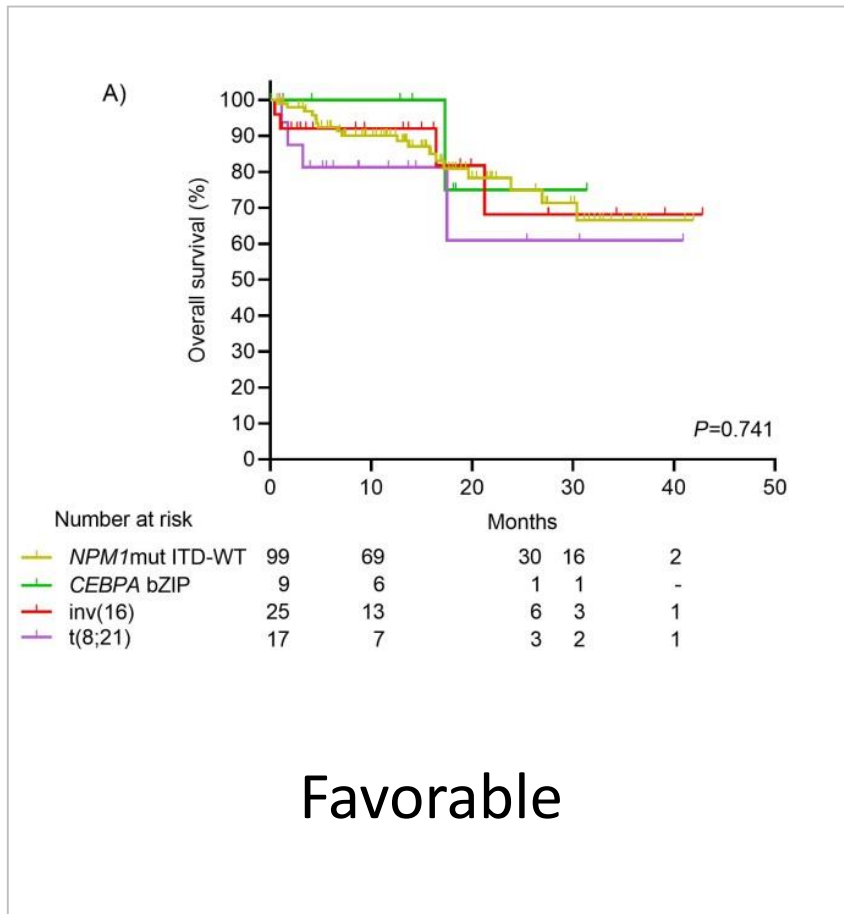 A)
Overall survival (%)
100
90
80
70
60
50
40
30
20
10
0
P=0.741
0 10 20 30 40 50
Number at risk Months
NPM1mut ITD-WT 99 69 30 16 2
CEBPA bZIP 9 6 1 1 -
inv(16) 25 13 6 3 1
t(8;21) 17 7 3 2 1
Favorable